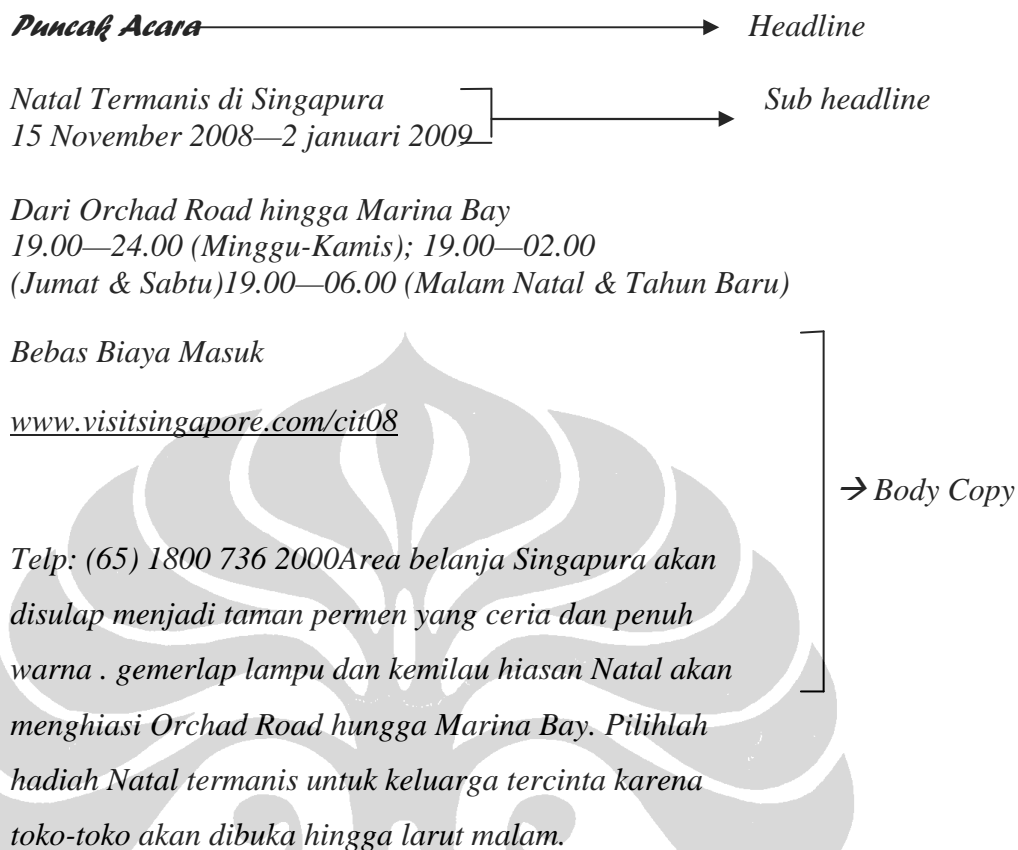 Puncak Acara Headline
Natal Termanis di Singapura Sub headline
15 November 2008—2 januari 2009
Dari Orchad Road hingga Marina Bay
19.00—24.00 (Minggu-Kamis); 19.00—02.00
(Jumat & Sabtu)19.00—06.00 (Malam Natal & Tahun Baru)
Bebas Biaya Masuk
www.visitsingapore.com/cit08
→ Body Copy
Telp: (65) 1800 736 2000Area belanja Singapura akan
disulap menjadi taman permen yang ceria dan penuh
warna . gemerlap lampu dan kemilau hiasan Natal akan
menghiasi Orchad Road hungga Marina Bay. Pilihlah
hadiah Natal termanis untuk keluarga tercinta karena
toko-toko akan dibuka hingga larut malam.